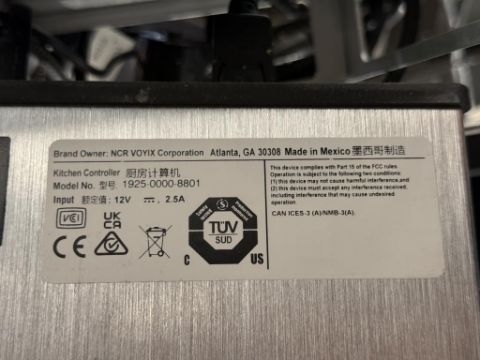 Brand Owner: NCR VOYIX Corporation Atlanta, GA 30308 Made in Mexico 墨西哥制造
Kitchen Controller 厨房计算机
Model No. 型号: 1925-0000-8801
Input 额定值: 12V ⎓ 2.5A
This device complies with Part 15 of the FCC rules.
Operation is subject to the following two conditions:
(1) this device may not cause harmful interference,and
(2) this device must accept any interference received,
including interference that may cause undesired
operation.
CAN ICES-3 (A)/NMB-3(A).
VCI
UK
CA
CE
TÜV
SUD
C US